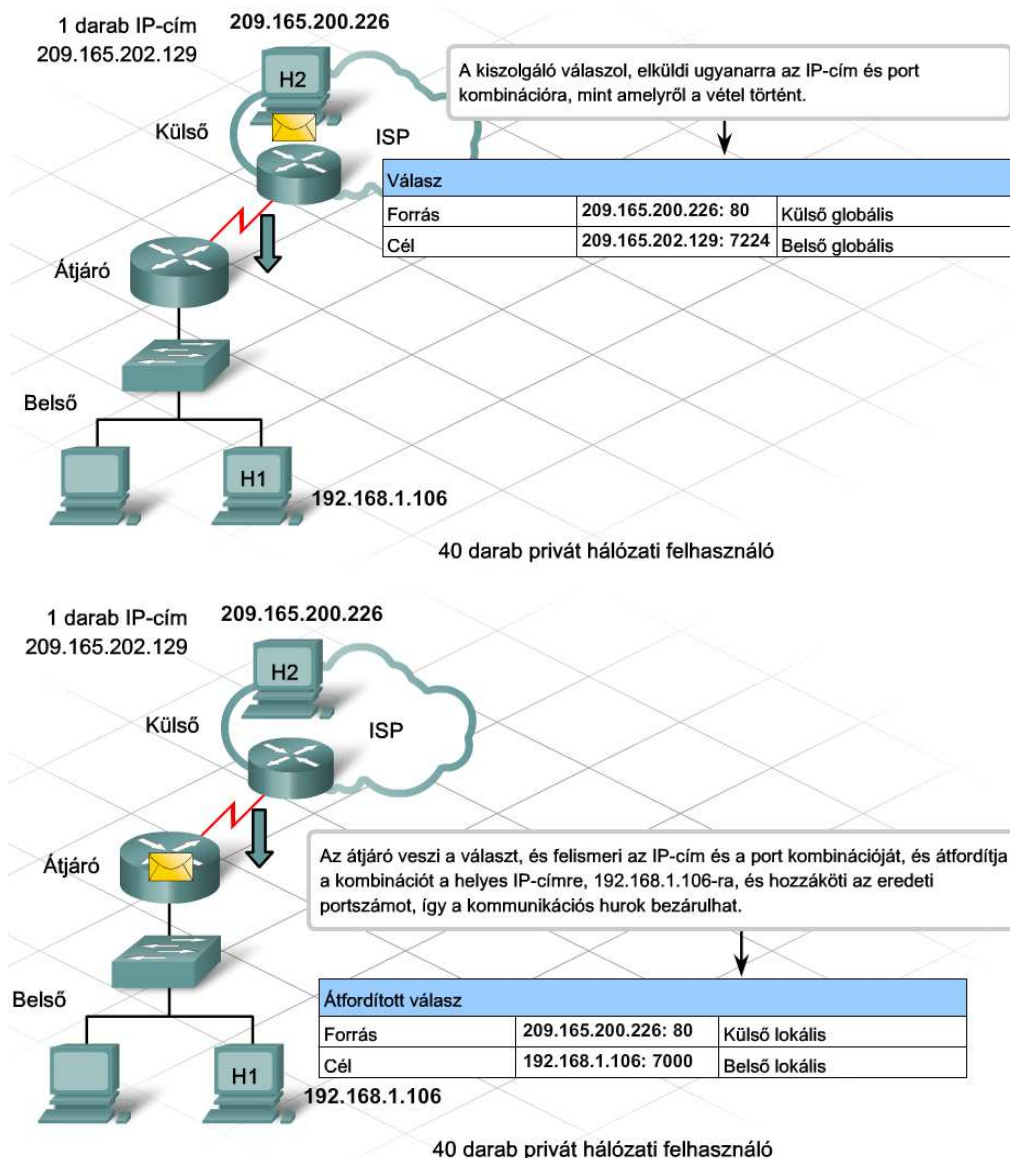 1 darab IP-cím
209.165.202.129
209.165.200.226
H2
Külső
ISP
A kiszolgáló válaszol, elküldi ugyanarra az IP-cím és port
kombinációra, mint amelyről a vétel történt.
Válasz
Forrás 209.165.200.226: 80 Külső globális
Cél 209.165.202.129: 7224 Belső globális
Átjáró
Belső
H1
192.168.1.106
40 darab privát hálózati felhasználó
1 darab IP-cím
209.165.202.129
209.165.200.226
H2
Külső
ISP
Átjáró
Az átjáró veszi a választ, és felismeri az IP-cím és a port kombinációját, és átfordítja
a kombinációt a helyes IP-címre, 192.168.1.106-ra, és hozzáköti az eredeti
portszámot, így a kommunikációs hurok bezárulhat.
Belső
Átfordított válasz
Forrás 209.165.200.226: 80 Külső lokális
Cél 192.168.1.106: 7000 Belső lokális
H1
192.168.1.106
40 darab privát hálózati felhasználó